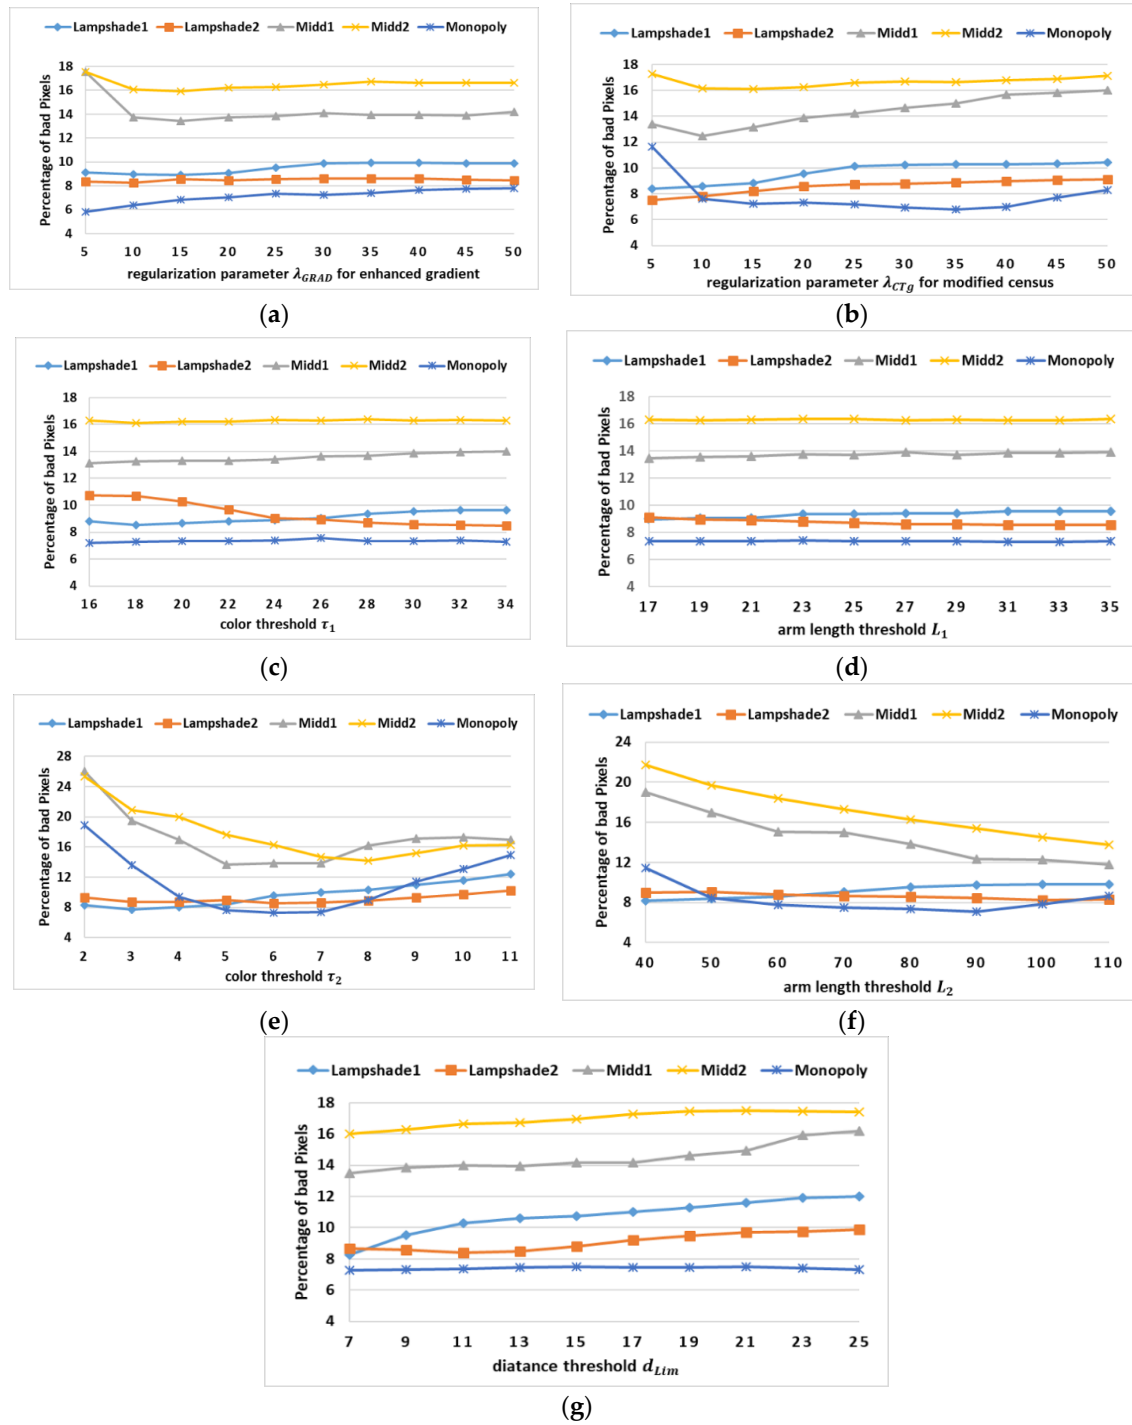 Lampshade1 Lampshade2 Midd1 Midd2 Monopoly
Percentage of bad Pixels
18
16
14
12
10
8
6
4
5 10 15 20 25 30 35 40 45 50
regularization parameter λGRAD for enhanced gradient
(a)
Lampshade1 Lampshade2 Midd1 Midd2 Monopoly
Percentage of bad Pixels
18
16
14
12
10
8
6
4
5 10 15 20 25 30 35 40 45 50
regularization parameter λCTg for modified census
(b)
Lampshade1 Lampshade2 Midd1 Midd2 Monopoly
Percentage of bad Pixels
18
16
14
12
10
8
6
4
16 18 20 22 24 26 28 30 32 34
color threshold τ1
(c)
Lampshade1 Lampshade2 Midd1 Midd2 Monopoly
Percentage of bad Pixels
18
16
14
12
10
8
6
4
17 19 21 23 25 27 29 31 33 35
arm length threshold L1
(d)
Lampshade1 Lampshade2 Midd1 Midd2 Monopoly
Percentage of bad Pixels
28
24
20
16
12
8
4
2 3 4 5 6 7 8 9 10 11
color threshold τ2
(e)
Lampshade1 Lampshade2 Midd1 Midd2 Monopoly
Percentage of bad Pixels
24
20
16
12
8
4
40 50 60 70 80 90 100 110
arm length threshold L2
(f)
Lampshade1 Lampshade2 Midd1 Midd2 Monopoly
Percentage of bad Pixels
18
16
14
12
10
8
6
4
7 9 11 13 15 17 19 21 23 25
diatance threshold dLim
(g)